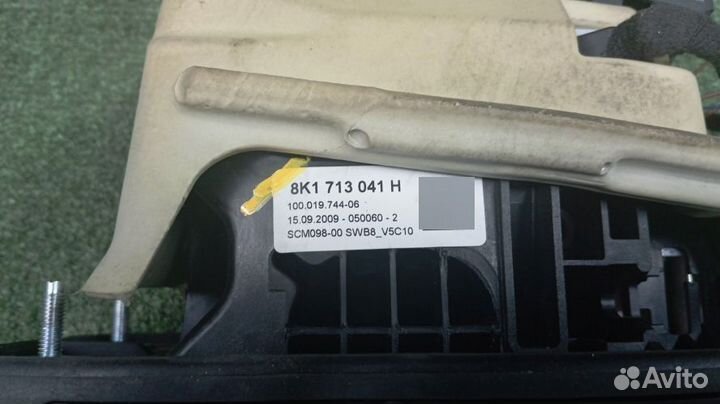 8K1 713 041 H
100.019.744-06
15.09.2009 - 050060 - 2
SCM098-00 SWB8_V5C10
Avito